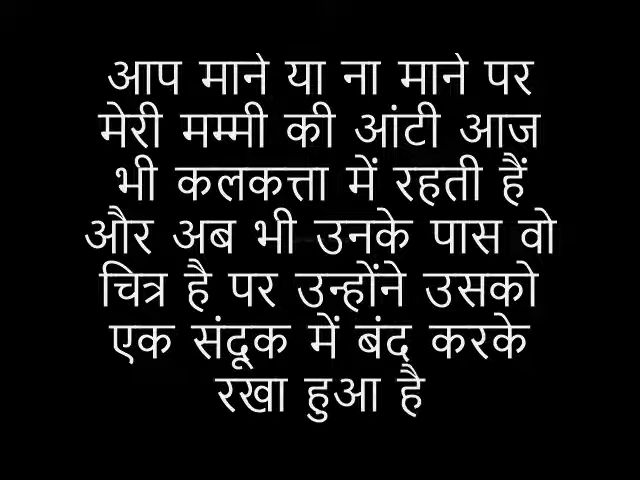 आप माने या ना माने पर
मेरी मम्मी की आंटी आज
भी कलकत्ता में रहती हैं
और अब भी उनके पास वो
चित्र है पर उन्होंने उसको
एक संदूक में बंद करके
रखा हुआ है